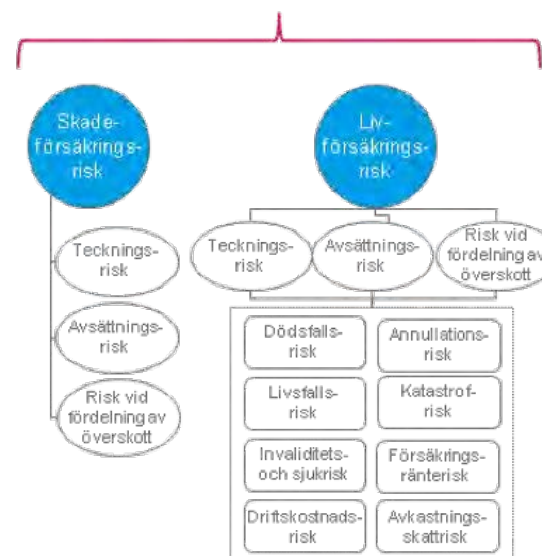 Skade-
försäkrings-
risk
Tecknings-
risk
Avsättnings-
risk
Risk vid
fördelning av
överskott
Liv-
försäkrings-
risk
Tecknings-
risk
Avsättnings-
risk
Risk vid
fördelning av
överskott
Dödsfalls-
risk
Annullations-
risk
Livsfalls-
risk
Katastrof-
risk
Invaliditets-
och sjukrisk
Försäkrings-
ränterisk
Driftskostnads-
risk
Avkastnings-
skattrisk